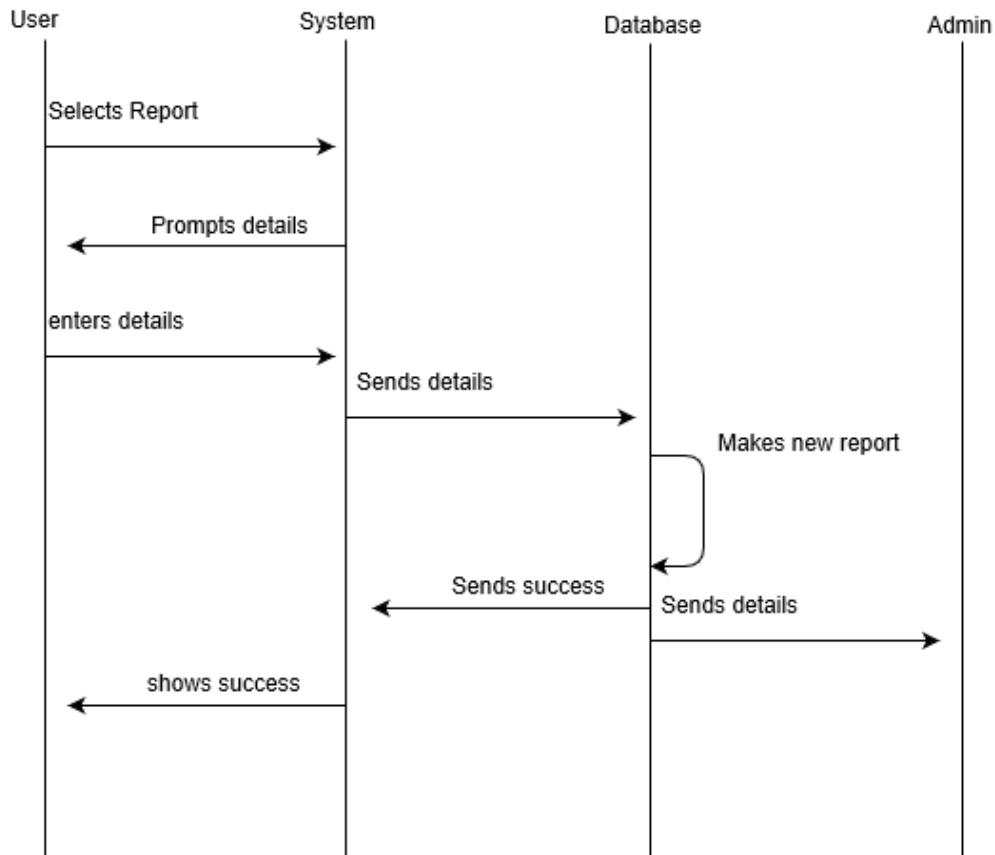 User
System
Database
Admin
Selects Report
Prompts details
enters details
Sends details
Makes new report
Sends success
Sends details
shows success